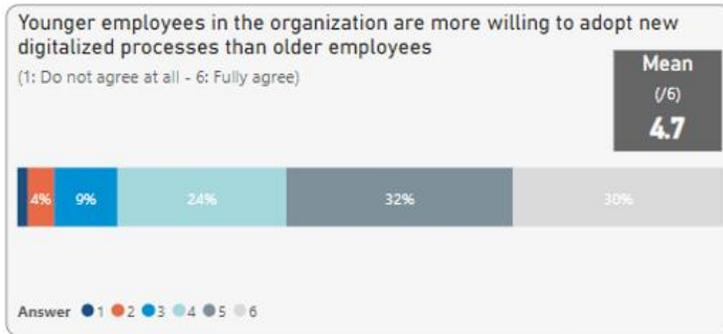 Younger employees in the organization are more willing to adopt new
digitalized processes than older employees
(1: Do not agree at all - 6: Fully agree)
Mean
(/6)
4.7
4% 9% 24% 32% 30%
Answer 1 2 3 4 5 6